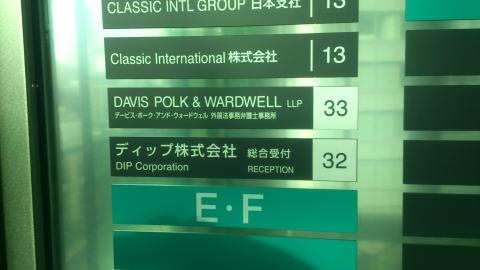 CLASSIC INTL GROUP 日本支社 13
Classic International 株式会社 13
DAVIS POLK & WARDWELL LLP 33
デービス・ポーク・アンド・ウォードウェル 外国法事務弁護士事務所
ディップ株式会社 総合受付 32
DIP Corporation RECEPTION
E・F